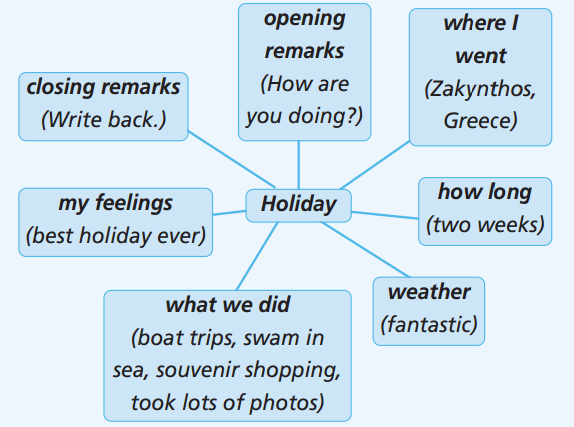 opening
remarks
(How are
you doing?)
where I
went
(Zakynthos,
Greece)
closing remarks
(Write back.)
my feelings
(best holiday ever)
Holiday
how long
(two weeks)
what we did
(boat trips, swam in
sea, souvenir shopping,
took lots of photos)
weather
(fantastic)